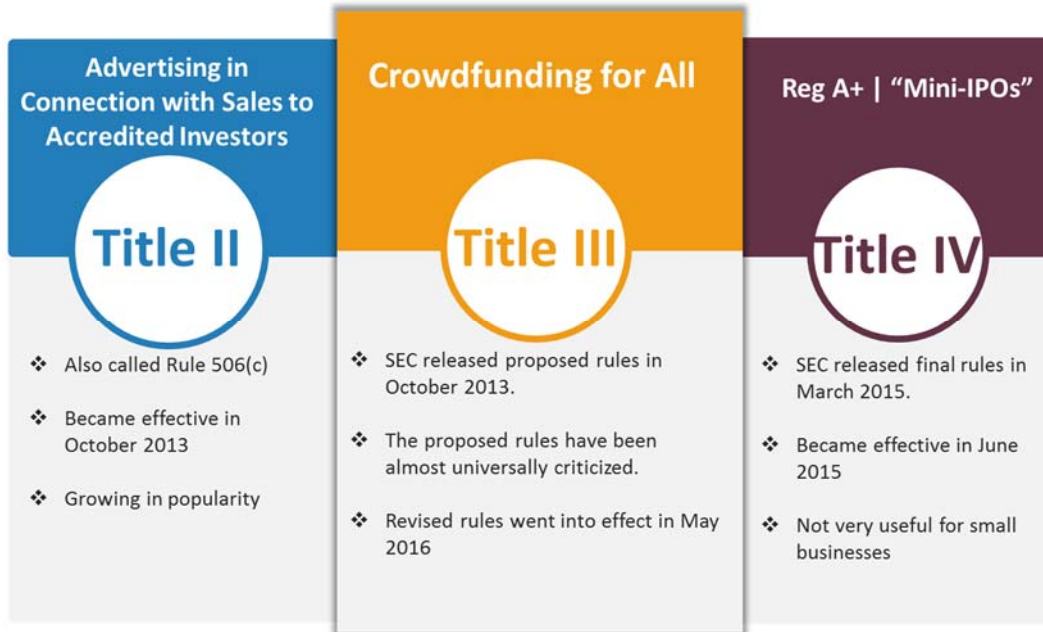 Advertising in
Connection with Sales to
Accredited Investors
Title II
❖ Also called Rule 506(c)
❖ Became effective in
October 2013
❖ Growing in popularity
Crowdfunding for All
Title III
❖ SEC released proposed rules in
October 2013.
❖ The proposed rules have been
almost universally criticized.
❖ Revised rules went into effect in May
2016
Reg A+ | “Mini-IPOs”
Title IV
❖ SEC released final rules in
March 2015.
❖ Became effective in June
2015
❖ Not very useful for small
businesses